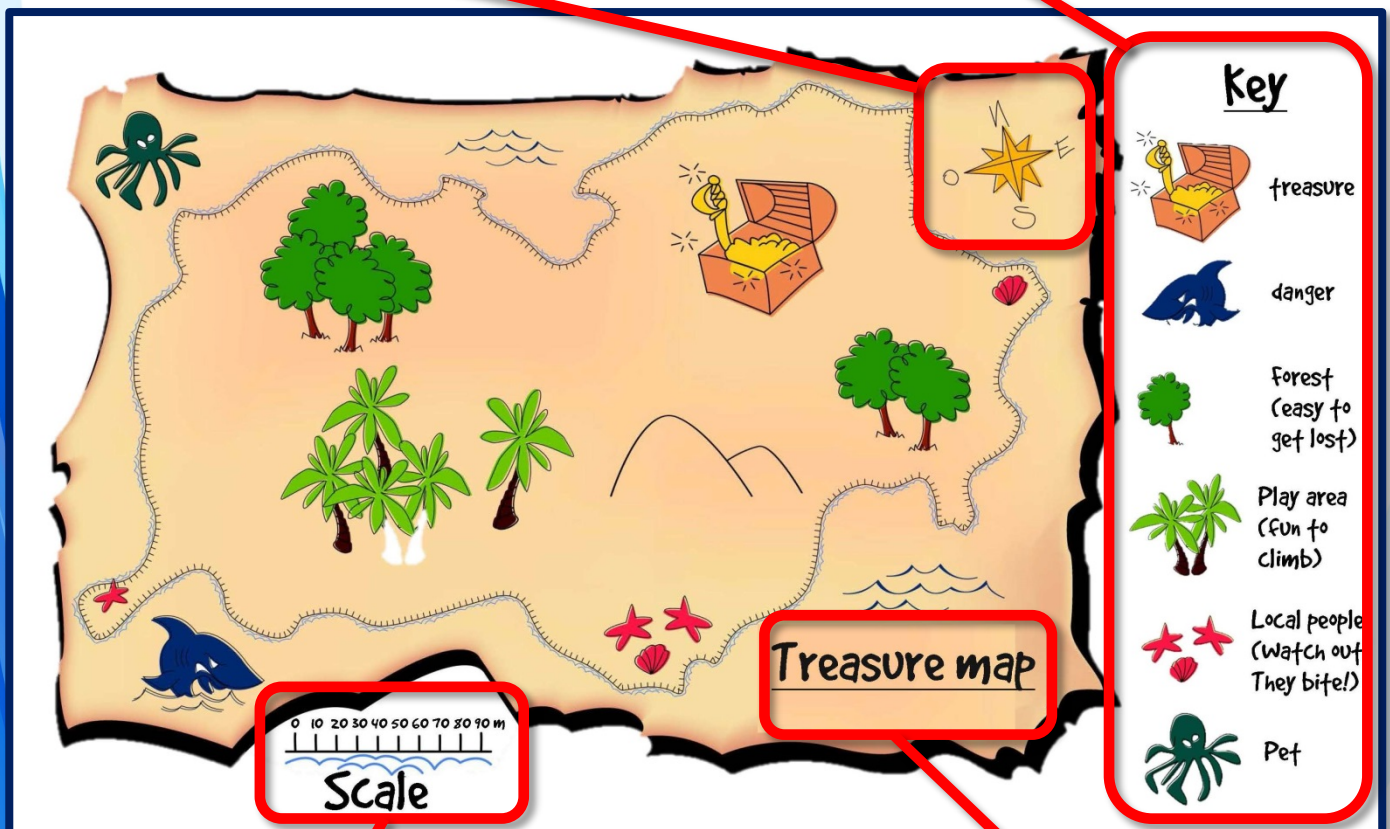 N
E
O
S
Key
treasure
danger
Forest
(easy to
get lost)
Play area
(fun to
climb)
Local people
(Watch out
They bite!)
Pet
Treasure map
0 10 20 30 40 50 60 70 80 90 m
Scale